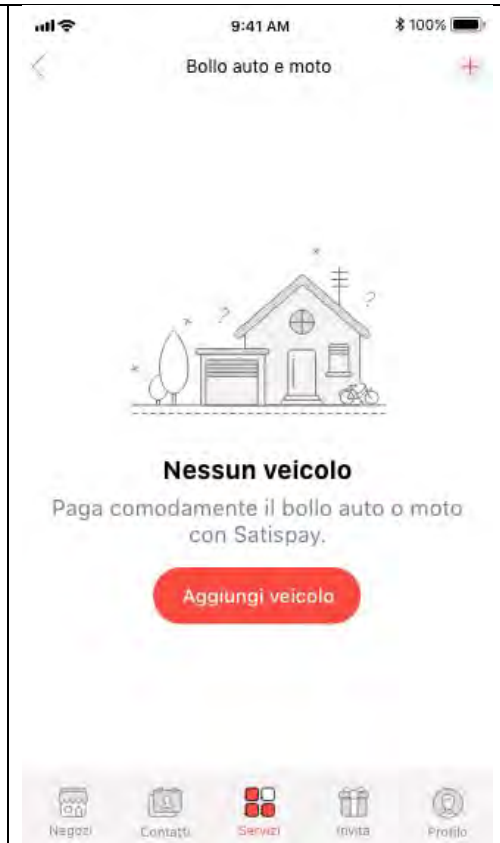 9:41 AM
100%
Bollo auto e moto
Nessun veicolo
Paga comodamente il bollo auto o moto
con Satispay.
Aggiungi veicolo
Negozi
Contatti
Servizi
Invita
Profilo